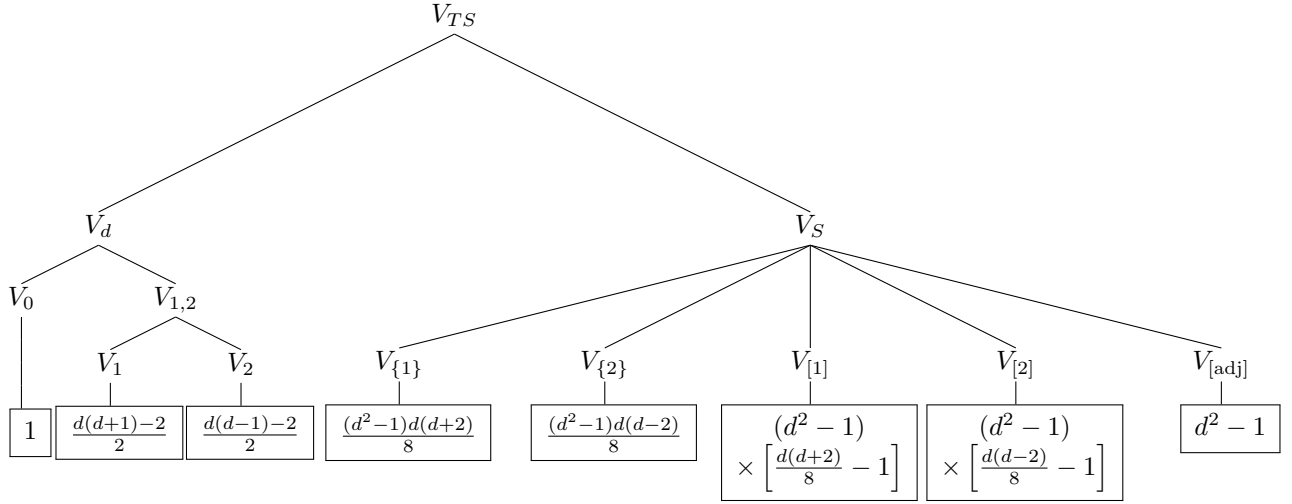 V_{TS}
V_d V_S
V_0 V_{1,2}
V_1 V_2 V_{\{1\}} V_{\{2\}} V_{[1]} V_{[2]} V_{[adj]}
1 \frac{d(d+1)-2}{2} \frac{d(d-1)-2}{2} \frac{(d^2-1)d(d+2)}{8} \frac{(d^2-1)d(d-2)}{8} (d^2-1) (d^2-1) d^2-1
\times \left[\frac{d(d+2)}{8}-1\right] \times \left[\frac{d(d-2)}{8}-1\right]